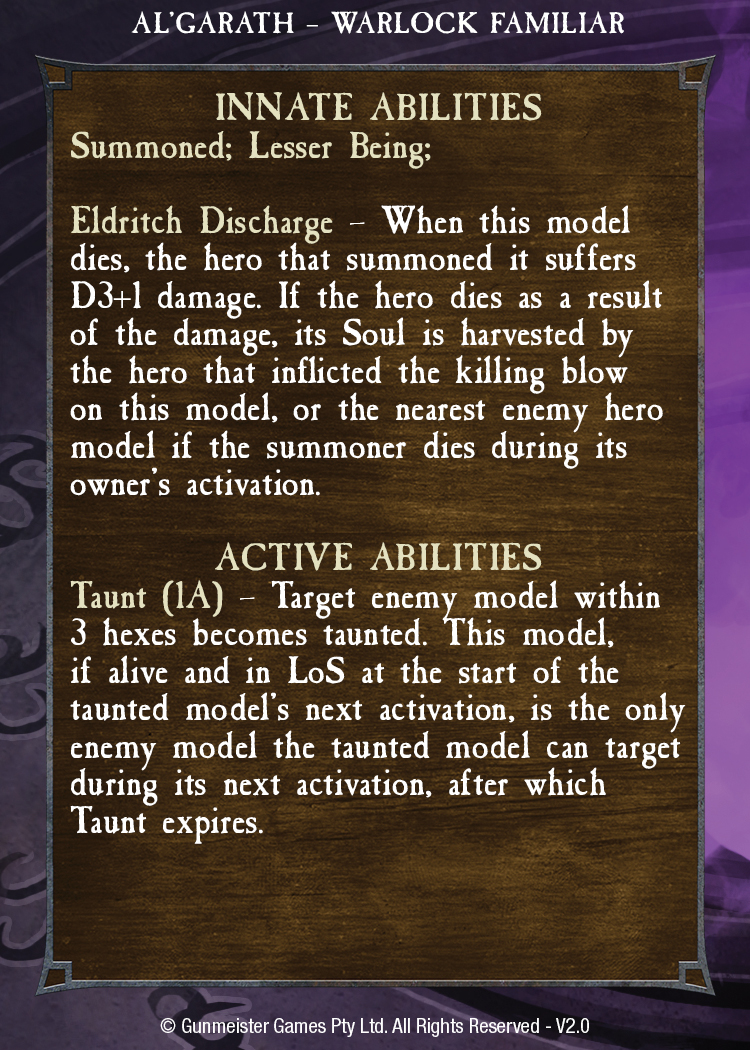 AL'GARATH – WARLOCK FAMILIAR
INNATE ABILITIES
Summoned; Lesser Being;
Eldritch Discharge – When this model
dies, the hero that summoned it suffers
D3+1 damage. If the hero dies as a result
of the damage, its Soul is harvested by
the hero that inflicted the killing blow
on this model, or the nearest enemy hero
model if the summoner dies during its
owner's activation.
ACTIVE ABILITIES
Taunt (1A) – Target enemy model within
3 hexes becomes taunted. This model,
if alive and in LoS at the start of the
taunted model's next activation, is the only
enemy model the taunted model can target
during its next activation, after which
Taunt expires.
© Gunmeister Games Pty Ltd. All Rights Reserved - V2.0